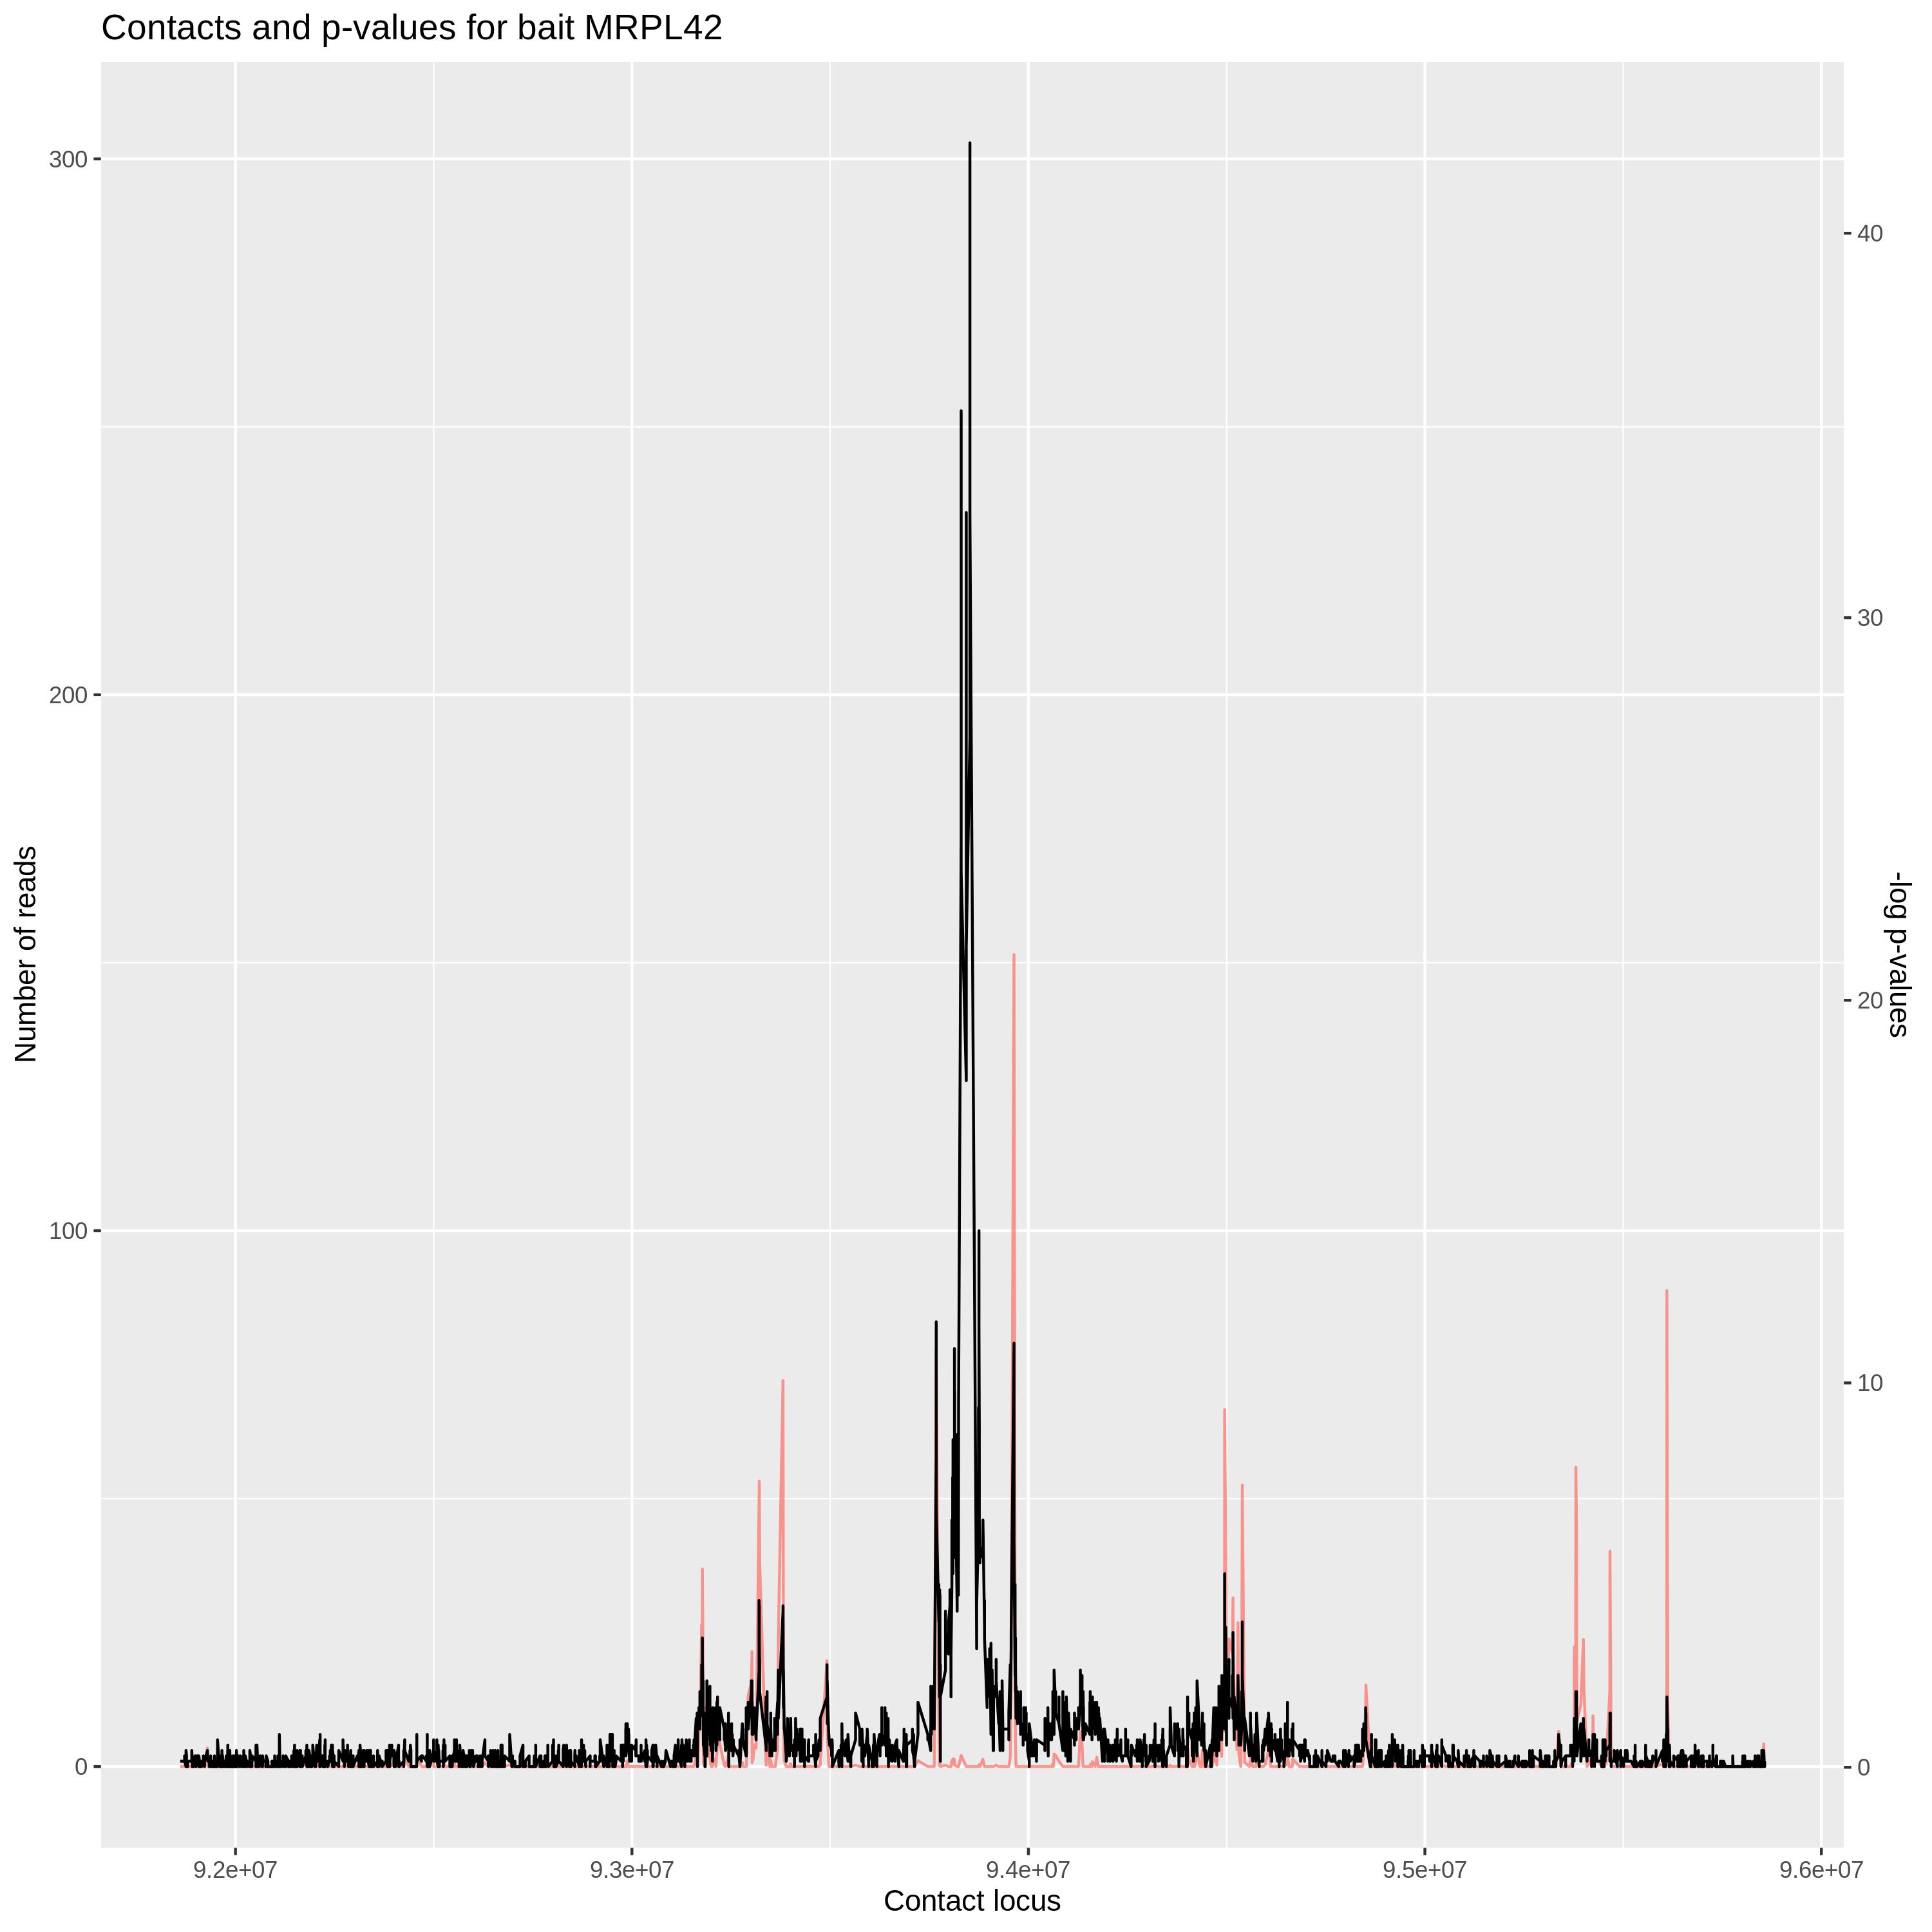 Contacts and p-values for bait MRPL42
300
200
100
0
Number of reads
40
30
20
10
0
-log p-values
9.2e+07
9.3e+07
9.4e+07
9.5e+07
9.6e+07
Contact locus